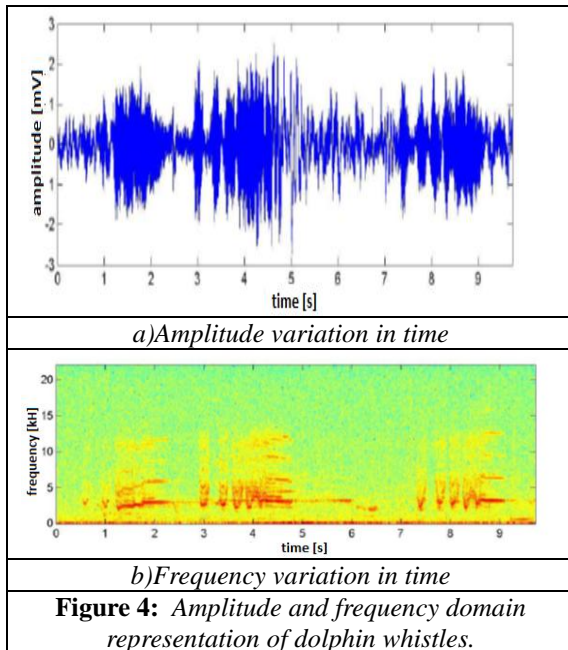 3
2
1
0
1
2
3
amplitude [mV]
0 1 2 3 4 5 6 7 8 9
time [s]
a)Amplitude variation in time
20
15
10
5
0
frequency [kH]
0 1 2 3 4 5 6 7 8 9
time [s]
b)Frequency variation in time
Figure 4: Amplitude and frequency domain
representation of dolphin whistles.